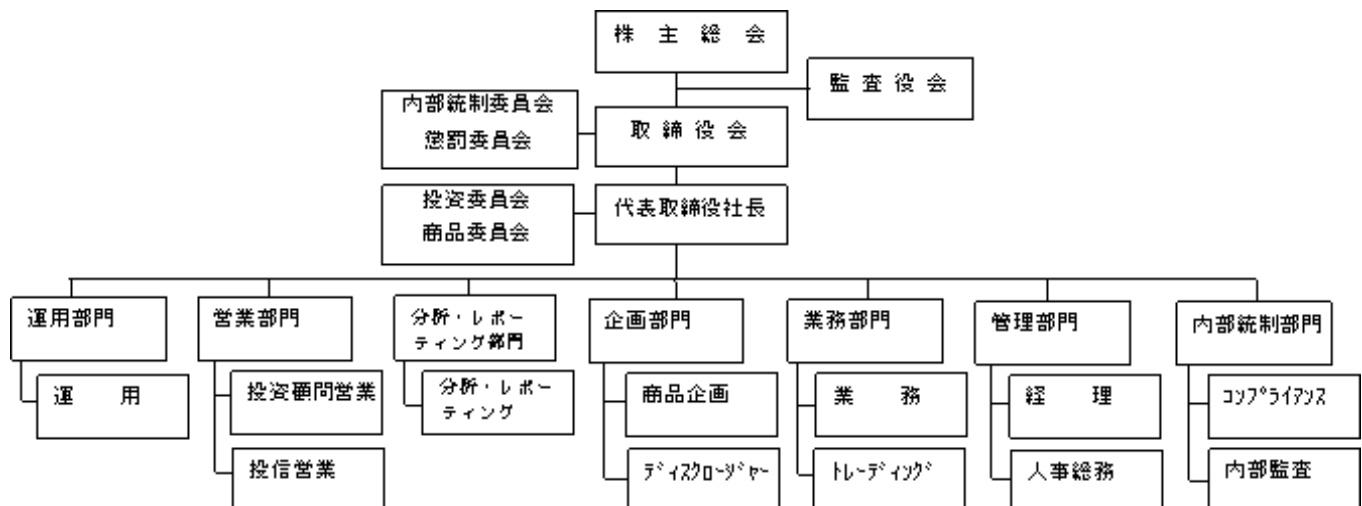 株 主 総 会
監 査 役 会
内部統制委員会
懲罰委員会
取 締 役 会
投資委員会
商品委員会
代表取締役社長
運用部門
営業部門
分析・レポー
ティング部門
企画部門
業務部門
管理部門
内部統制部門
運 用
投資顧問営業
分析・レポー
ティング
商品企画
業 務
経 理
コンプライアンス
投信営業
ディスクロージャー
トレーディング
人事総務
内部監査